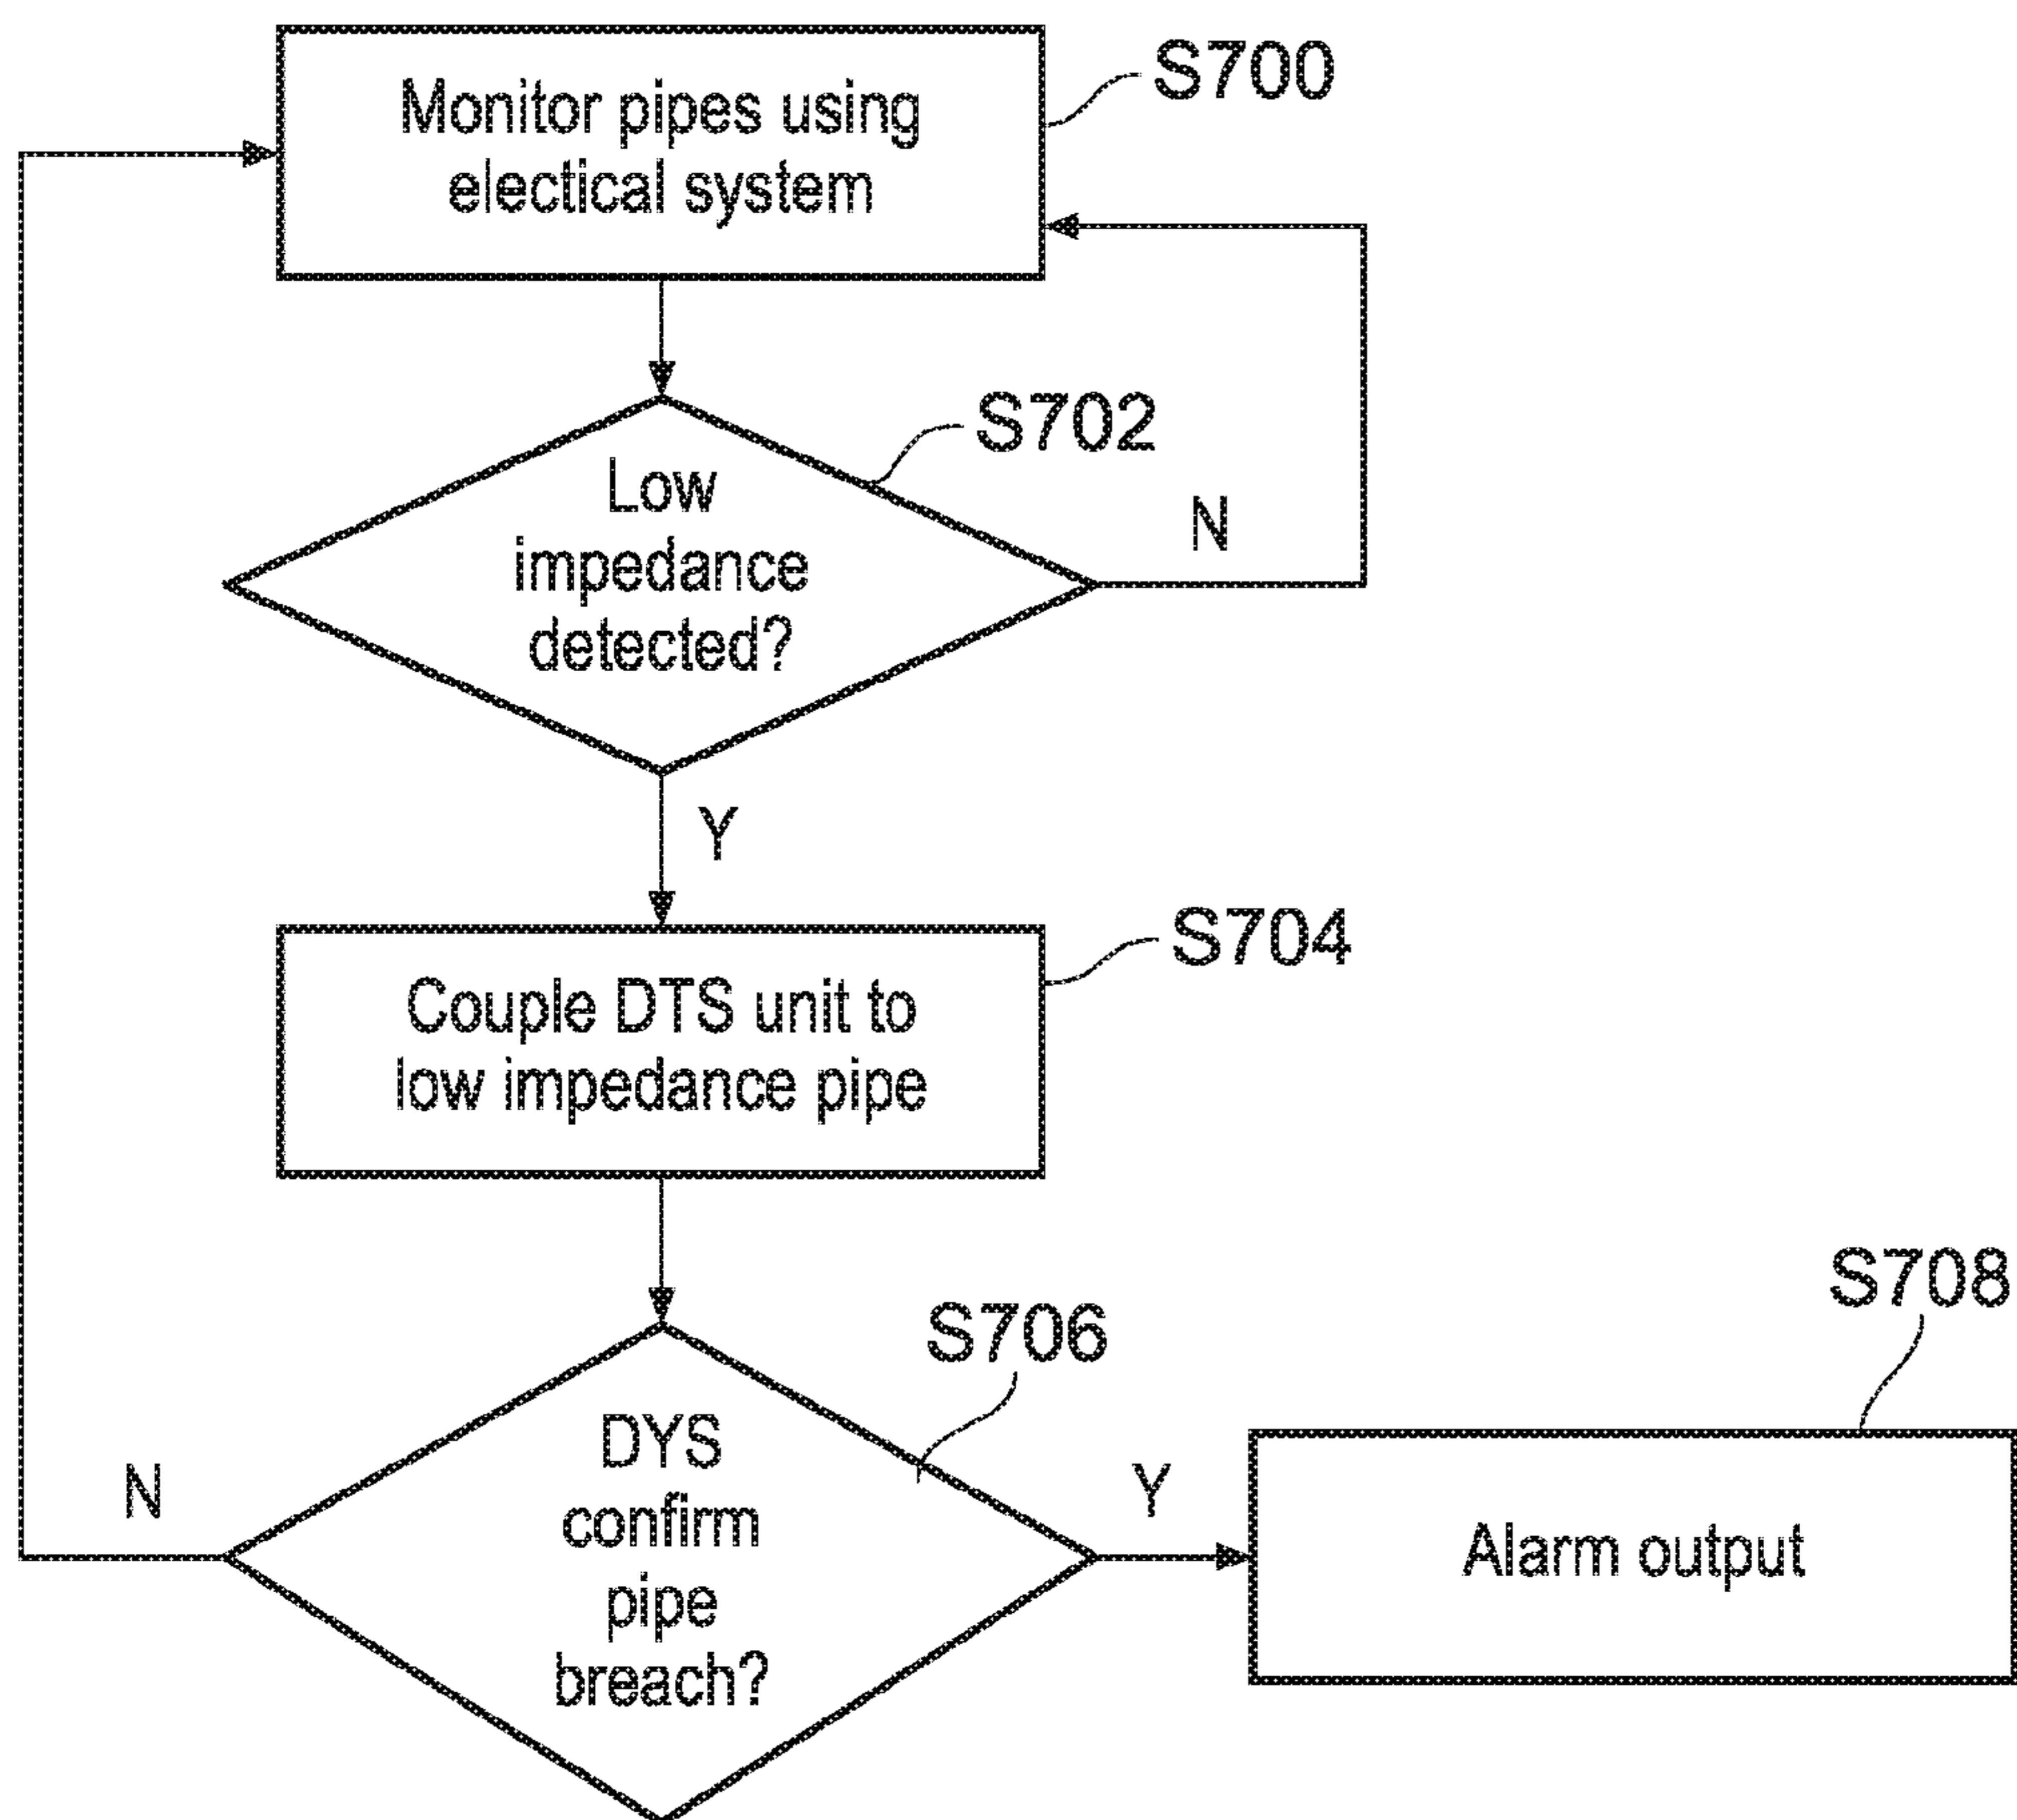 Monitor pipes using
electical system
S700
Low
impedance
detected?
S702
N
Y
Couple DTS unit to
low impedance pipe
S704
DYS
confirm
pipe
breach?
S706
N
Y
Alarm output
S708